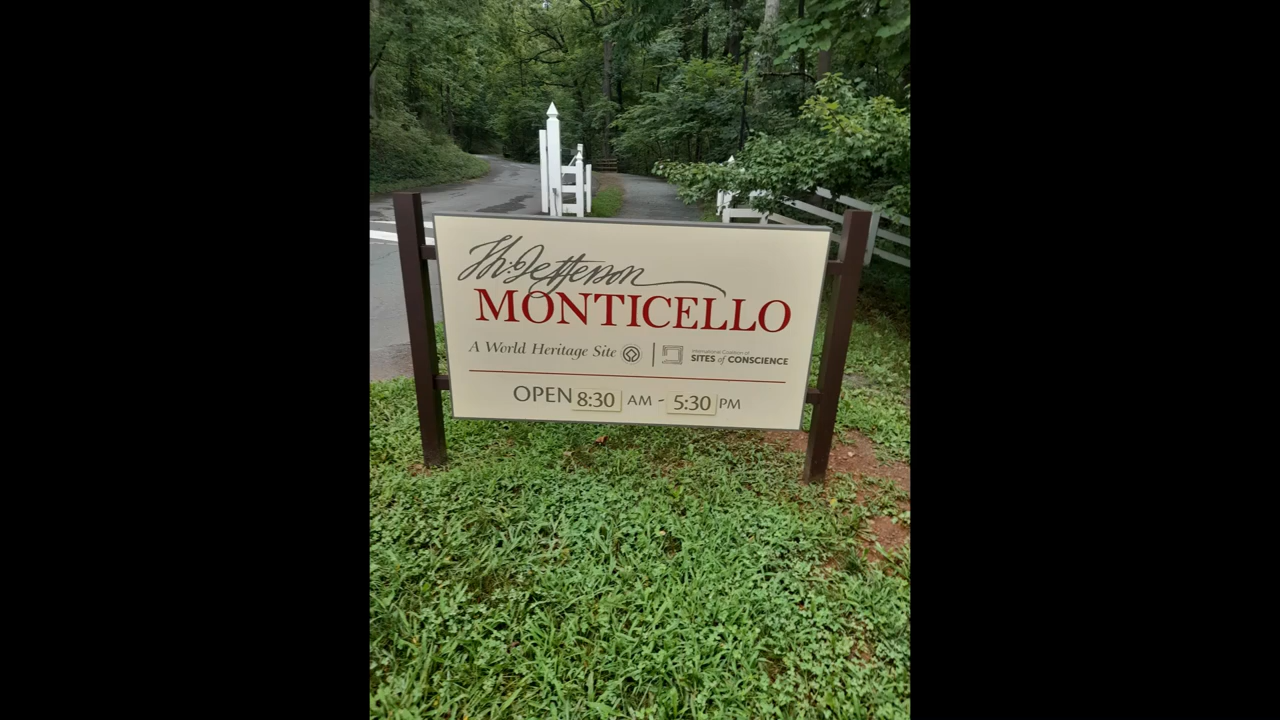 Th. Jefferson
MONTICELLO
A World Heritage Site
International Coalition of
SITES of CONSCIENCE
OPEN 8:30 AM - 5:30 PM